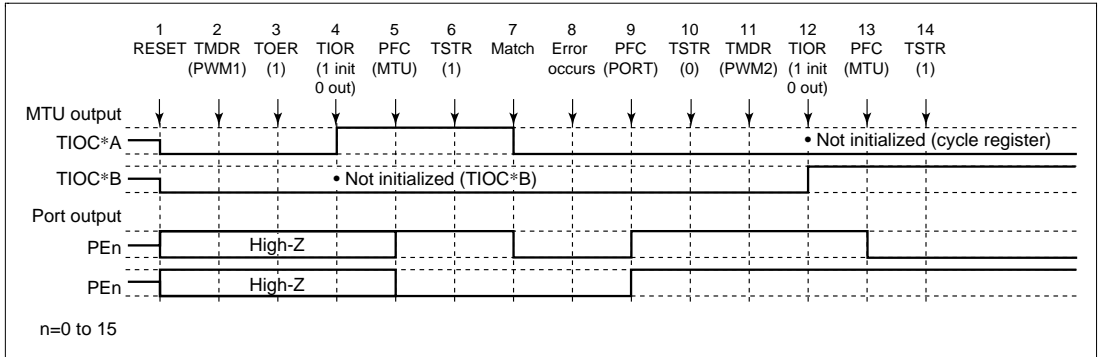 1 2 3 4 5 6 7 8 9 10 11 12 13 14
RESET TMDR TOER TIOR PFC TSTR Match Error PFC TSTR TMDR TIOR PFC TSTR
(PWM1) (1) (1 init (MTU) (1) occurs (PORT) (0) (PWM2) (1 init (MTU) (1)
0 out) 0 out)
MTU output
TIOC*A • Not initialized (cycle register)
TIOC*B • Not initialized (TIOC*B)
Port output
PEn High-Z
PEn High-Z
n=0 to 15